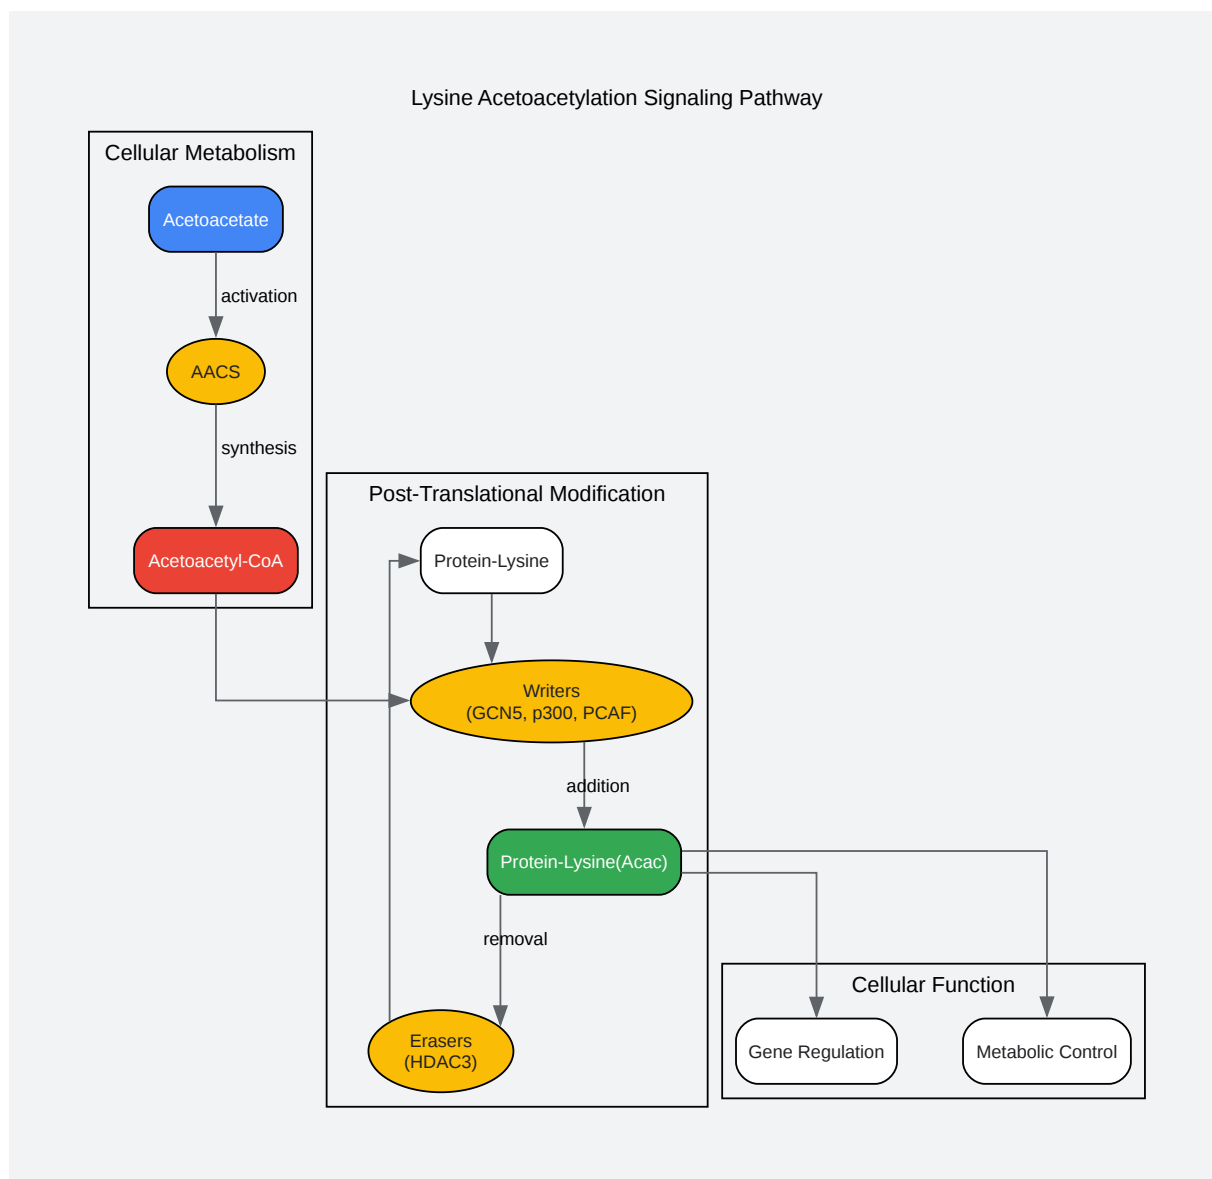 Lysine Acetoacetylation Signaling Pathway
Cellular Metabolism
Acetoacetate
activation
AACS
synthesis
Acetoacetyl-CoA
Post-Translational Modification
Protein-Lysine
Writers
(GCN5, p300, PCAF)
addition
Protein-Lysine(Acac)
removal
Erasers
(HDAC3)
Cellular Function
Gene Regulation
Metabolic Control